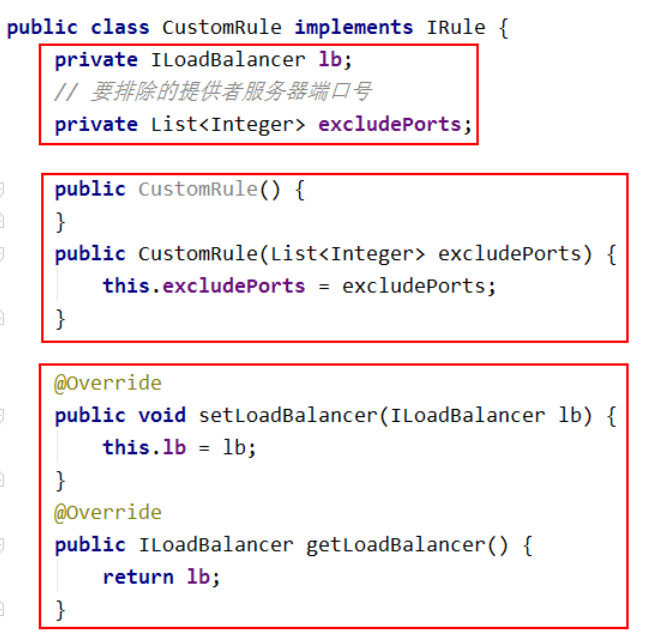 public class CustomRule implements IRule {
    private ILoadBalancer lb;
    // 要排除的提供者服务器端口号
    private List<Integer> excludePorts;
    public CustomRule() {
    }
    public CustomRule(List<Integer> excludePorts) {
        this.excludePorts = excludePorts;
    }
    @Override
    public void setLoadBalancer(ILoadBalancer lb) {
        this.lb = lb;
    }
    @Override
    public ILoadBalancer getLoadBalancer() {
        return lb;
    }